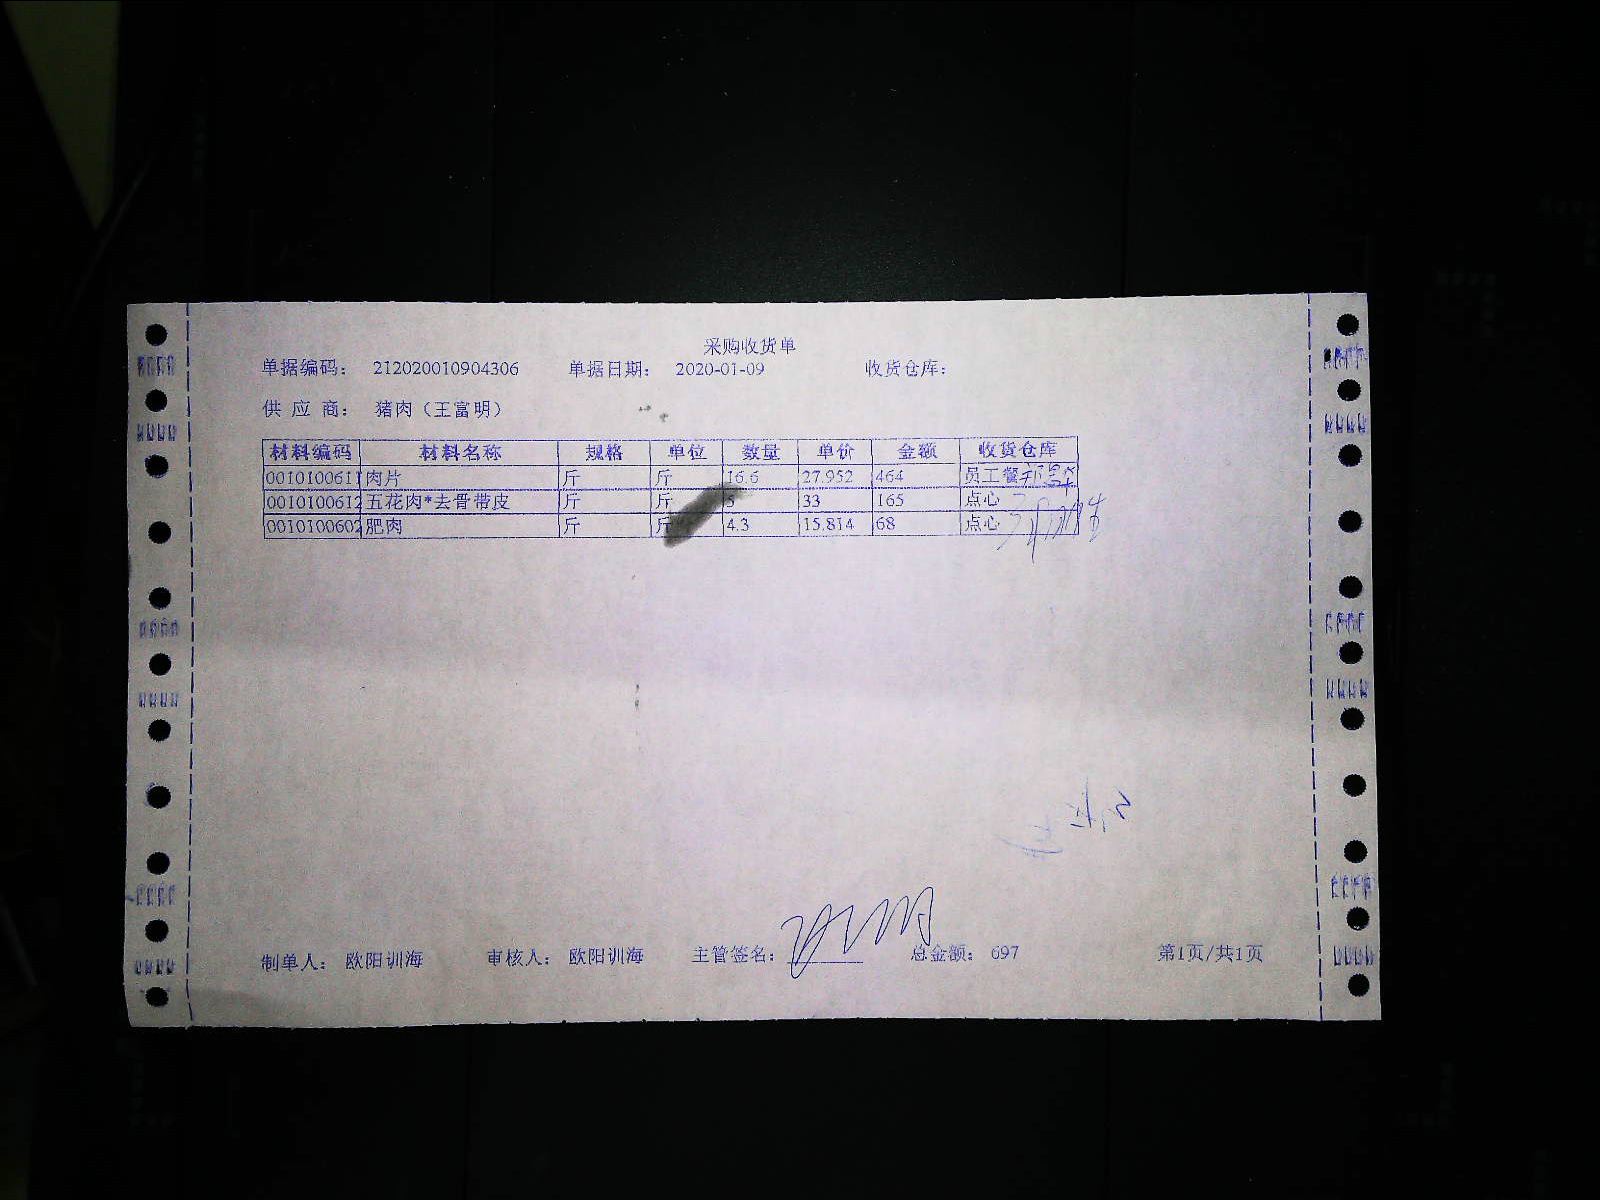 采购收货单
单据编码： 212020010904306 单据日期： 2020-01-09 收货仓库：
供 应 商： 猪肉（王富明）
材料编码 材料名称 规格 单位 数量 单价 金额 收货仓库
0010100611 肉片 斤 斤 16.6 27.952 464 员工餐
0010100612 五花肉*去骨带皮 斤 斤 5 33 165 点心
0010100602 肥肉 斤 斤 4.3 15.814 68 点心
制单人： 欧阳训海 审核人： 欧阳训海 主管签名： 总金额： 697 第1页/共1页